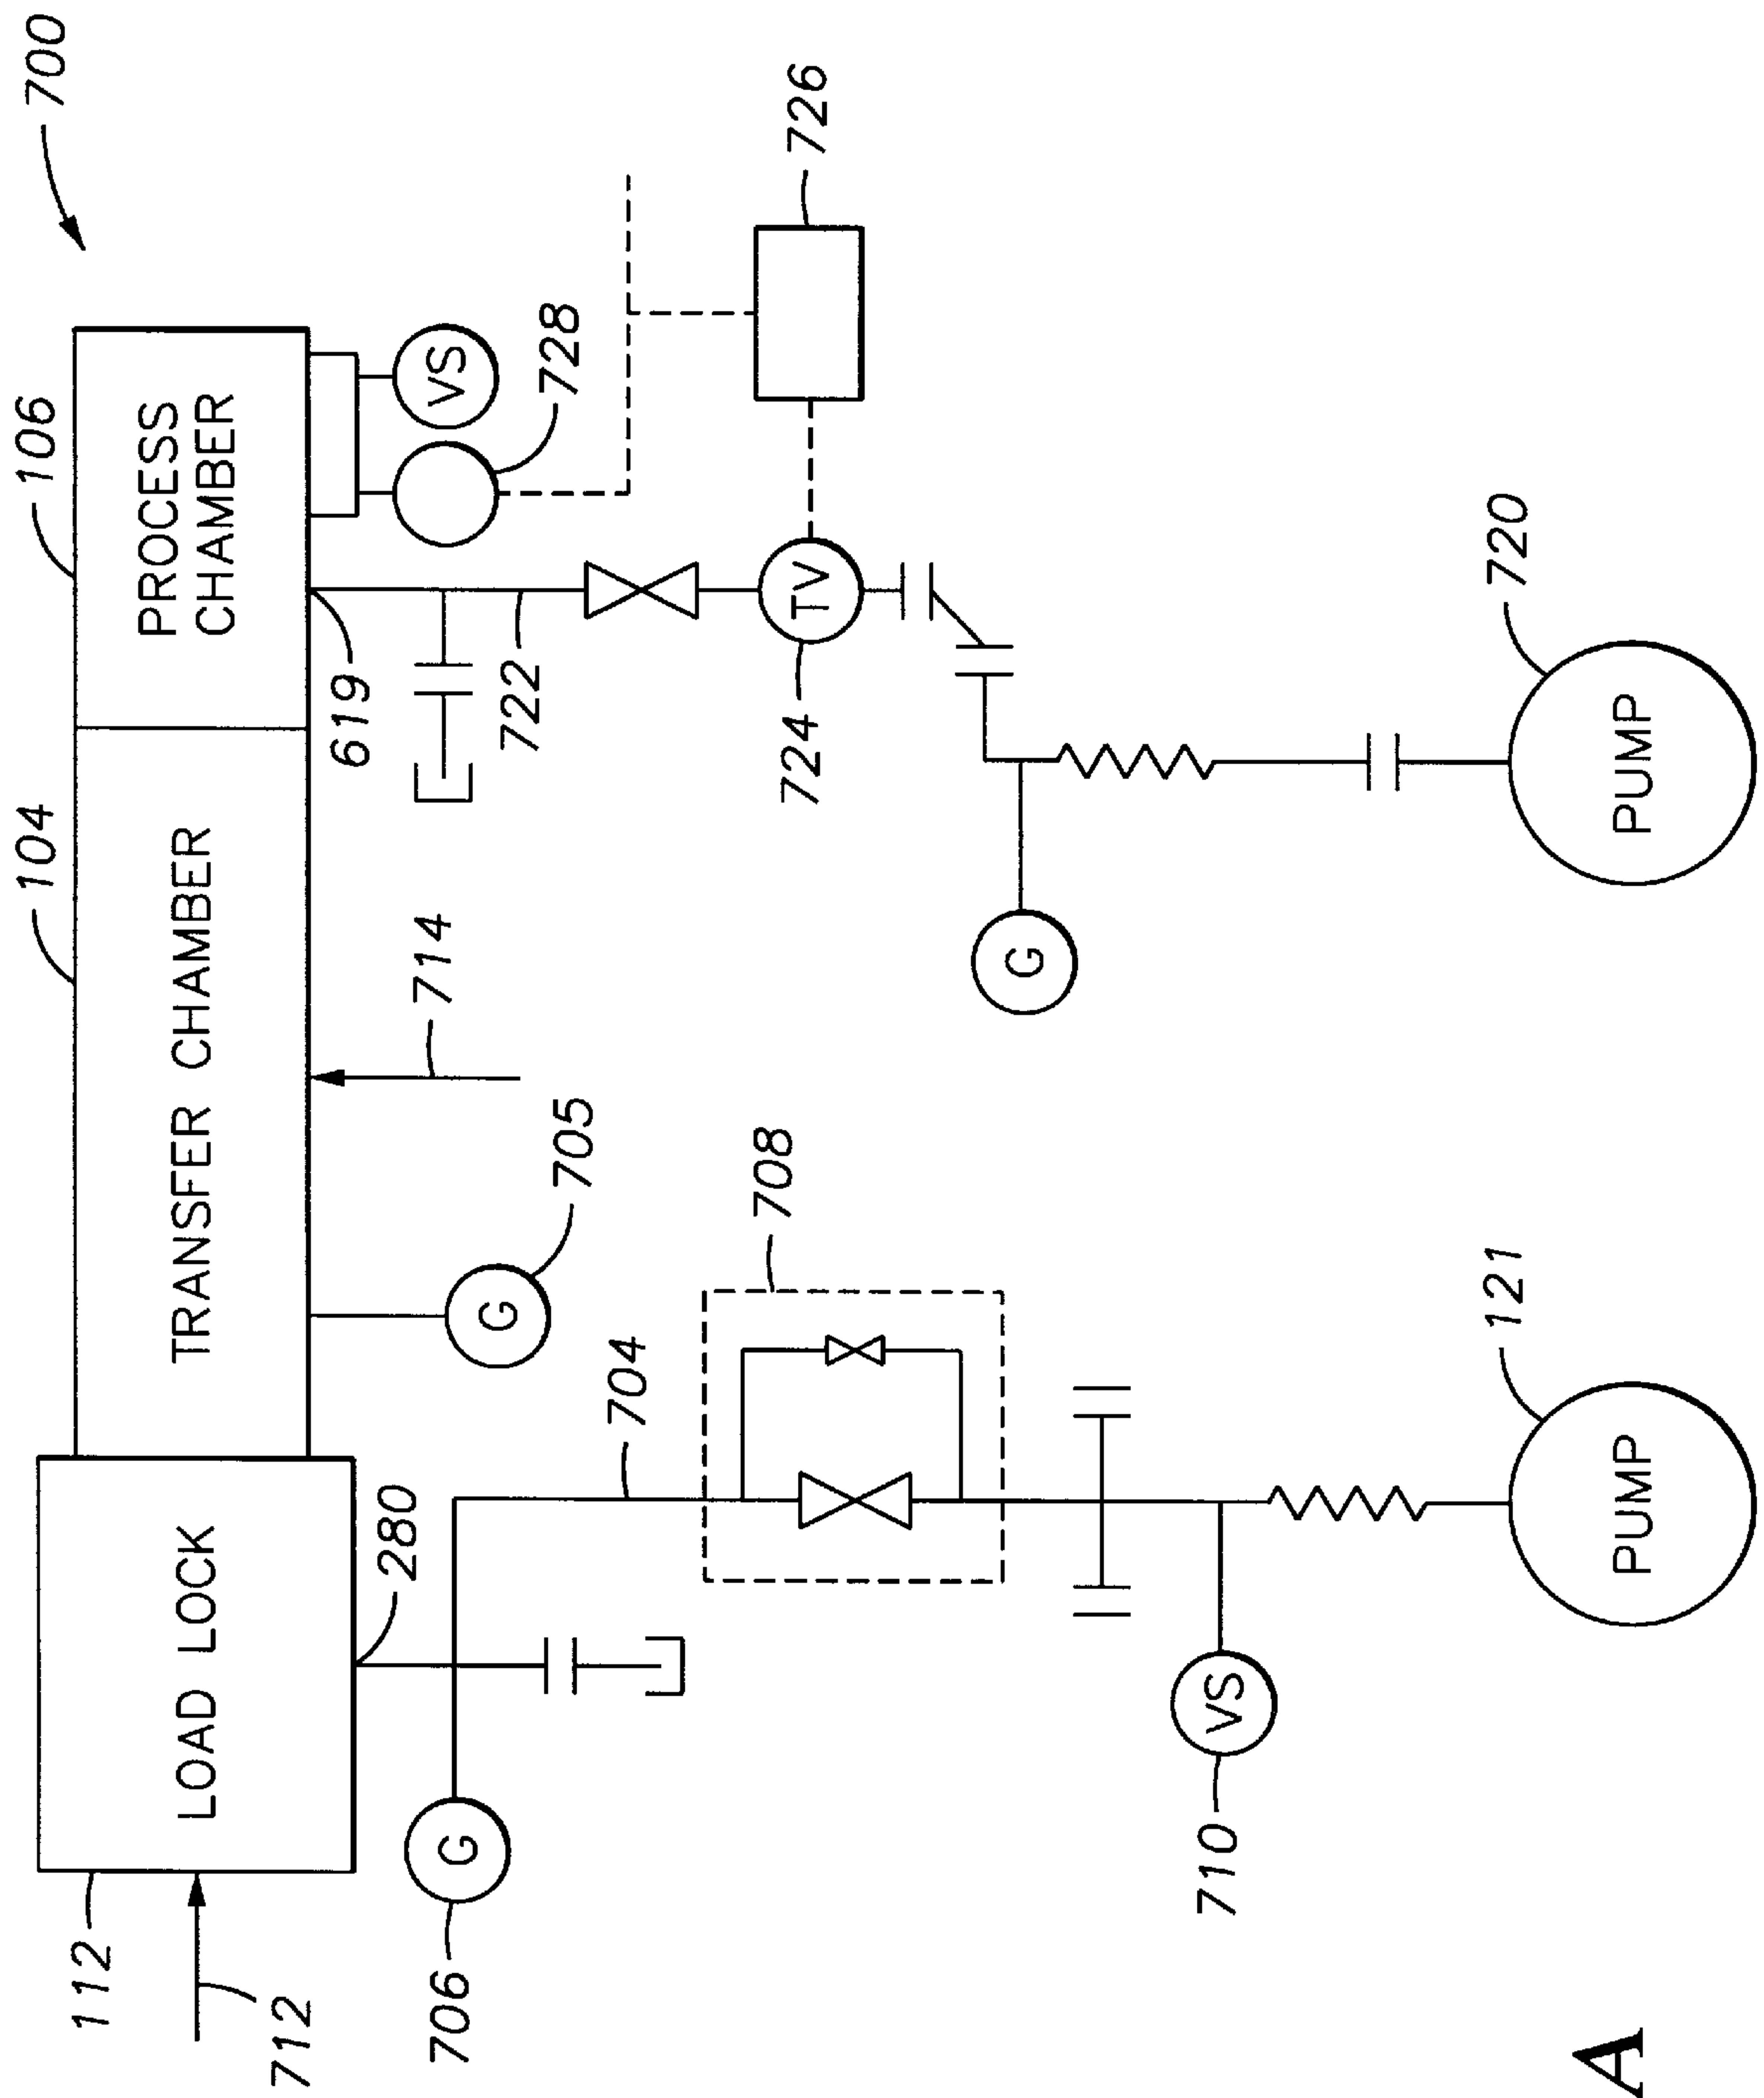 700
112
104
106
LOAD LOCK
TRANSFER CHAMBER
PROCESS
CHAMBER
712
280
714
619
VS
728
706
G
704
G
705
722
724
TV
726
708
G
710
VS
121
720
PUMP
PUMP
A